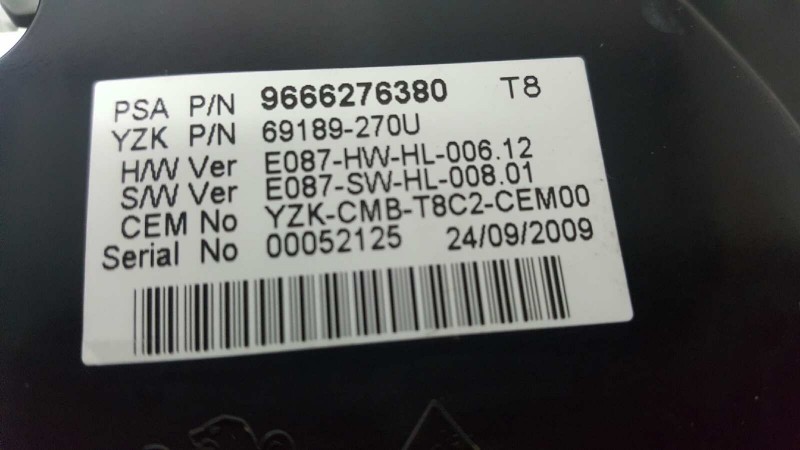 PSA P/N 9666276380 T8
YZK P/N 69189-270U
H/W Ver E087-HW-HL-006.12
S/W Ver E087-SW-HL-008.01
CEM No YZK-CMB-T8C2-CEM00
Serial No 00052125 24/09/2009